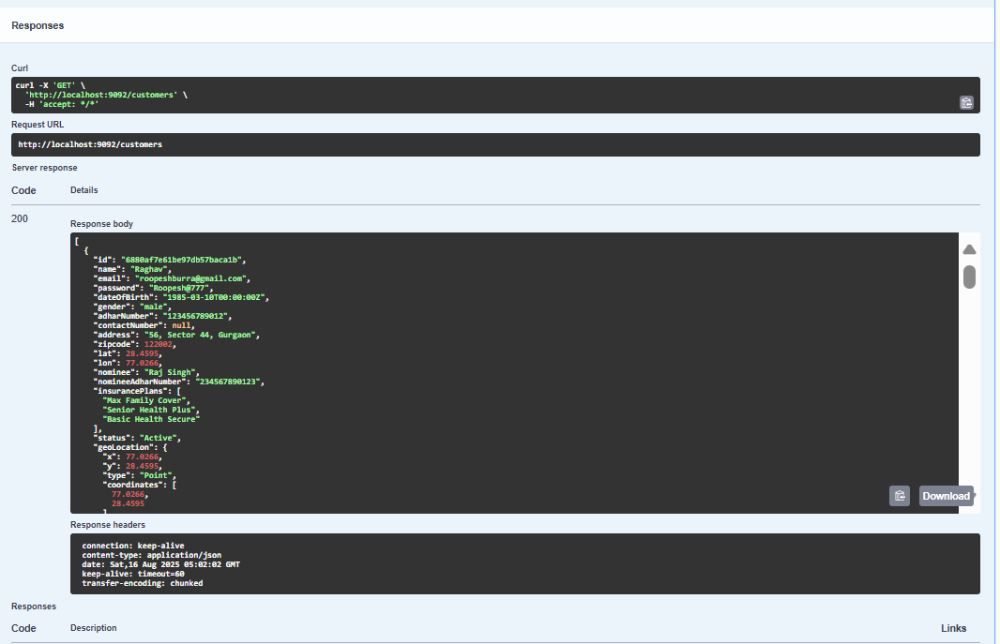 Responses
Curl
curl -X 'GET' \
'http://localhost:9092/customers' \
-H 'accept: */*'
Request URL
http://localhost:9092/customers
Server response
Code Details
200
Response body
[
{
"id": "6880af7e61be97db57baca1b",
"name": "Raghav",
"email": "roopeshburra@gmail.com",
"password": "Roopesh@777",
"dateOfBirth": "1985-03-10T00:00:00Z",
"gender": "male",
"adharNumber": "123456789012",
"contactNumber": null,
"address": "56, Sector 44, Gurgaon",
"zipcode": 122002,
"lat": 28.4595,
"lon": 77.0266,
"nominee": "Raj Singh",
"nomineeAdharNumber": "234567890123",
"insurancePlans": [
"Max Family Cover",
"Senior Health Plus",
"Basic Health Secure"
],
"status": "Active",
"geoLocation": {
"x": 77.0266,
"y": 28.4595,
"type": "Point",
"coordinates": [
77.0266,
28.4595
]
Download
Response headers
connection: keep-alive
content-type: application/json
date: Sat,16 Aug 2025 05:02:02 GMT
keep-alive: timeout=60
transfer-encoding: chunked
Responses
Code Description Links